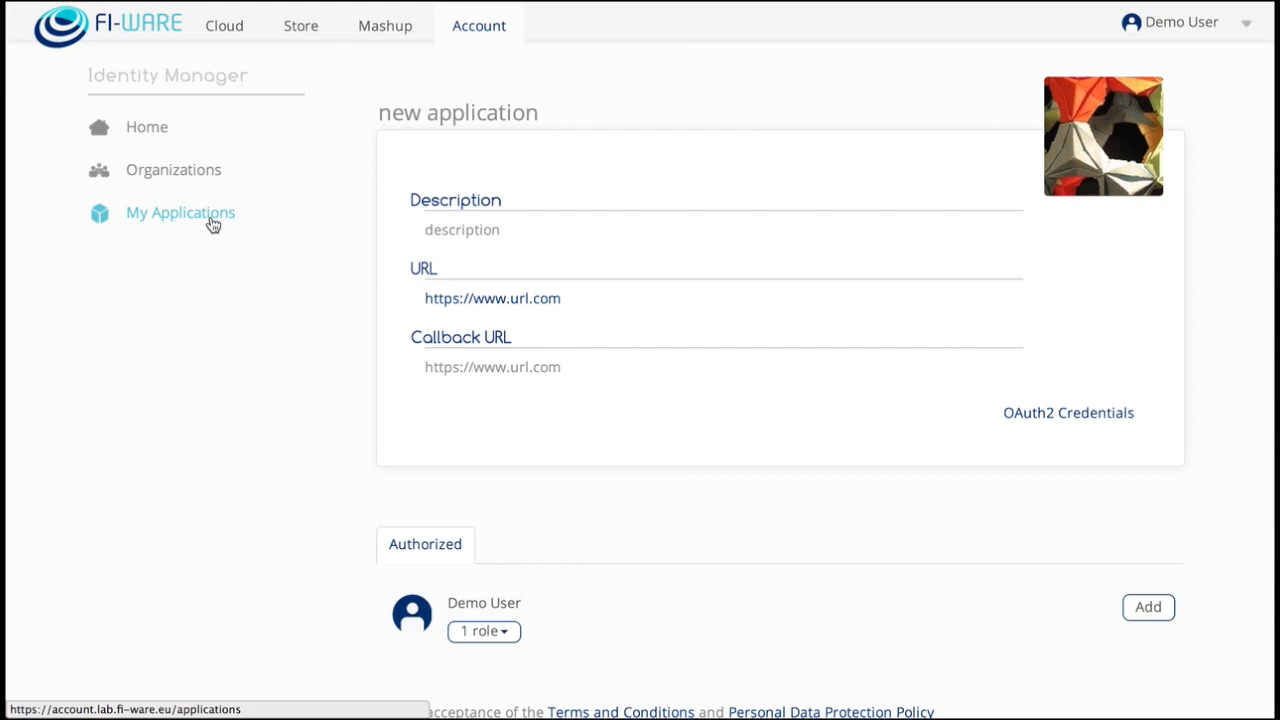 FI-WARE Cloud Store Mashup Account Demo User
Identity Manager
Home
Organizations
My Applications
new application
Description
description
URL
https://www.url.com
Callback URL
https://www.url.com
OAuth2 Credentials
Authorized
Demo User
1 role
Add
https://account.lab.fi-ware.eu/applications
acceptance of the Terms and Conditions and Personal Data Protection Policy